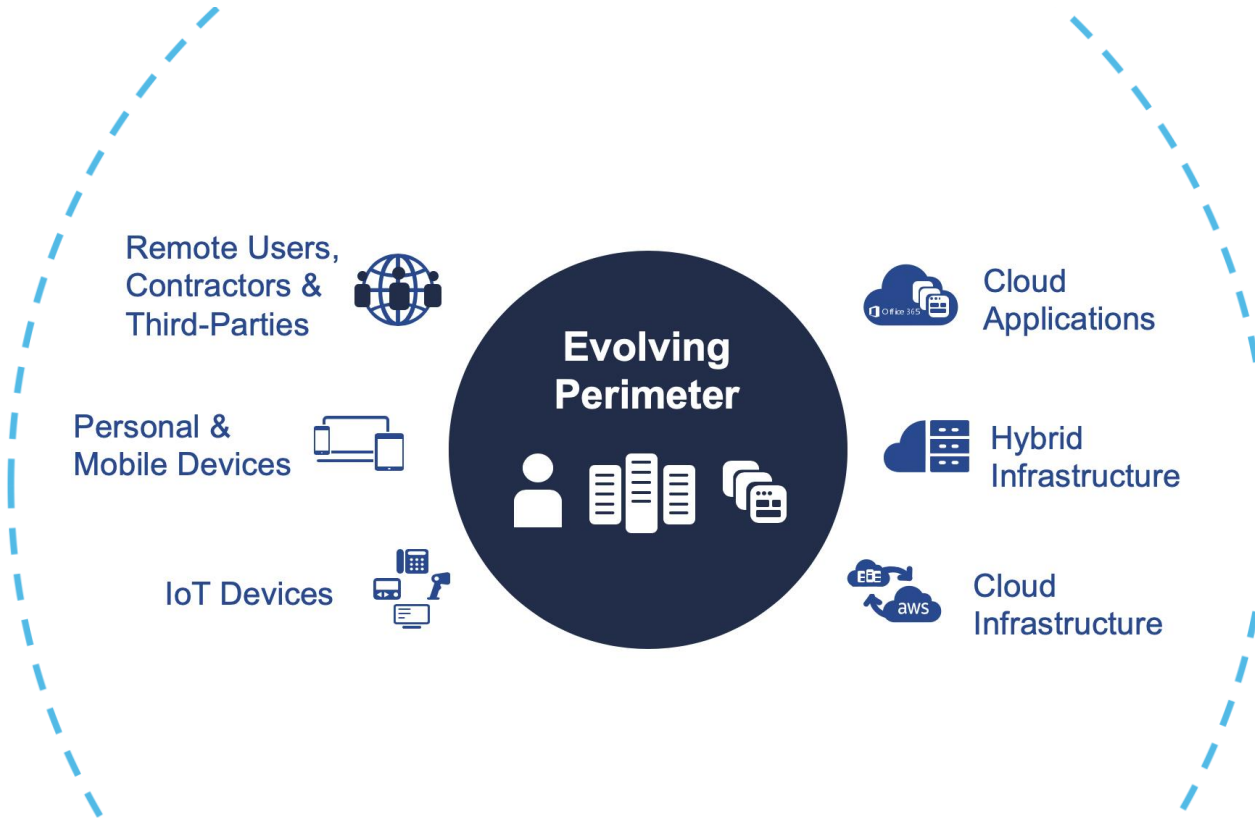 Remote Users,
Contractors &
Third-Parties
Personal &
Mobile Devices
IoT Devices
Evolving
Perimeter
Office 365
Cloud
Applications
Hybrid
Infrastructure
aws
Cloud
Infrastructure